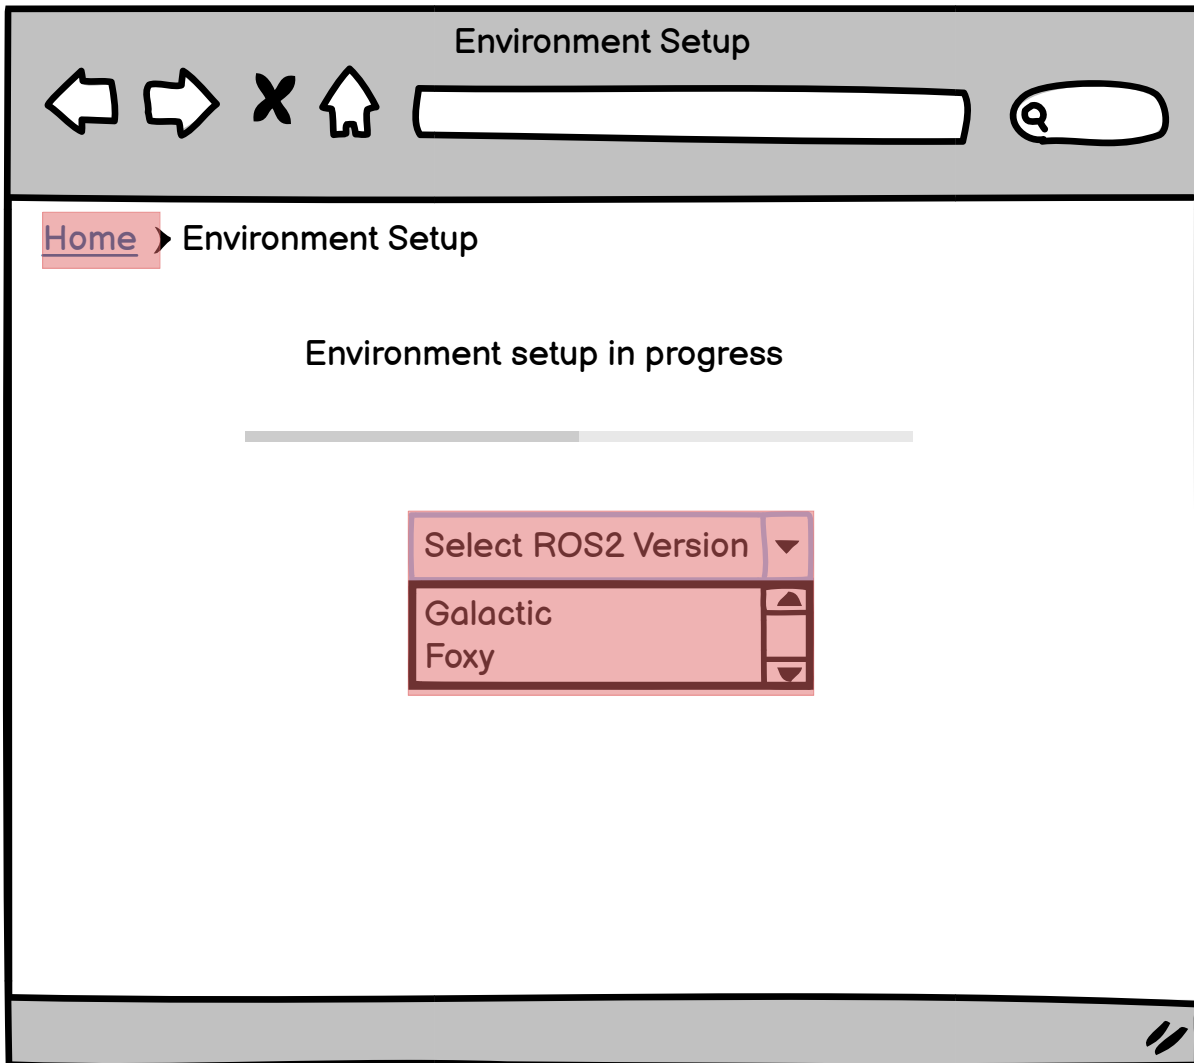 Environment Setup
Home Environment Setup
Environment setup in progress
Select ROS2 Version
Galactic
Foxy